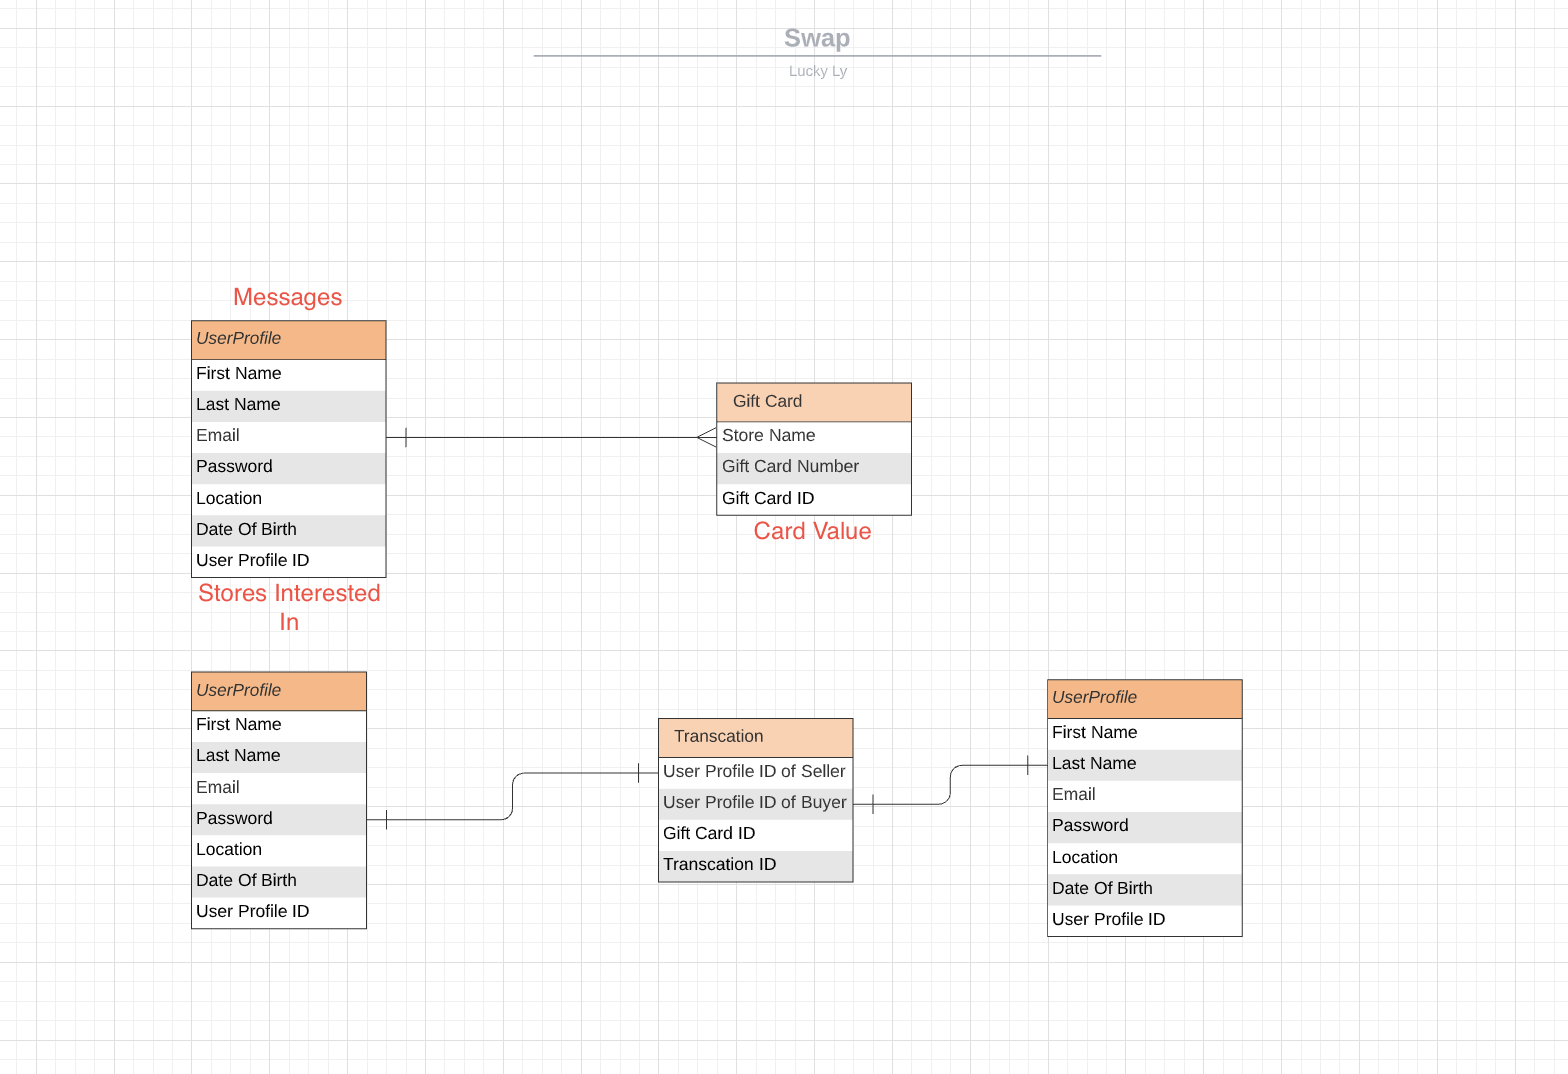 Swap
Lucky Ly
Messages
UserProfile
First Name
Last Name
Email
Password
Location
Date Of Birth
User Profile ID
Stores Interested
In
Gift Card
Store Name
Gift Card Number
Gift Card ID
Card Value
UserProfile
First Name
Last Name
Email
Password
Location
Date Of Birth
User Profile ID
Transcation
User Profile ID of Seller
User Profile ID of Buyer
Gift Card ID
Transcation ID
UserProfile
First Name
Last Name
Email
Password
Location
Date Of Birth
User Profile ID